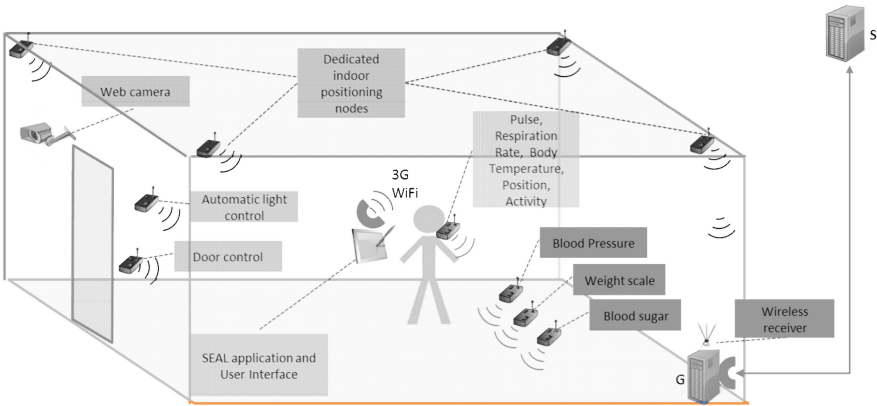 S
Dedicated
indoor
positioning
nodes
Web camera
Pulse,
Respiration
Rate, Body
Temperature,
Position,
Activity
3G
WiFi
Automatic light
control
Door control
Blood Pressure
Weight scale
Blood sugar
Wireless
receiver
SEAL application and
User Interface
G